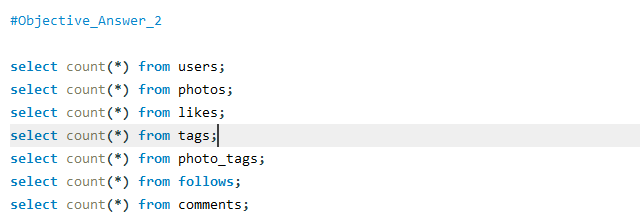 #Objective_Answer_2
select count(*) from users;
select count(*) from photos;
select count(*) from likes;
select count(*) from tags;
select count(*) from photo_tags;
select count(*) from follows;
select count(*) from comments;